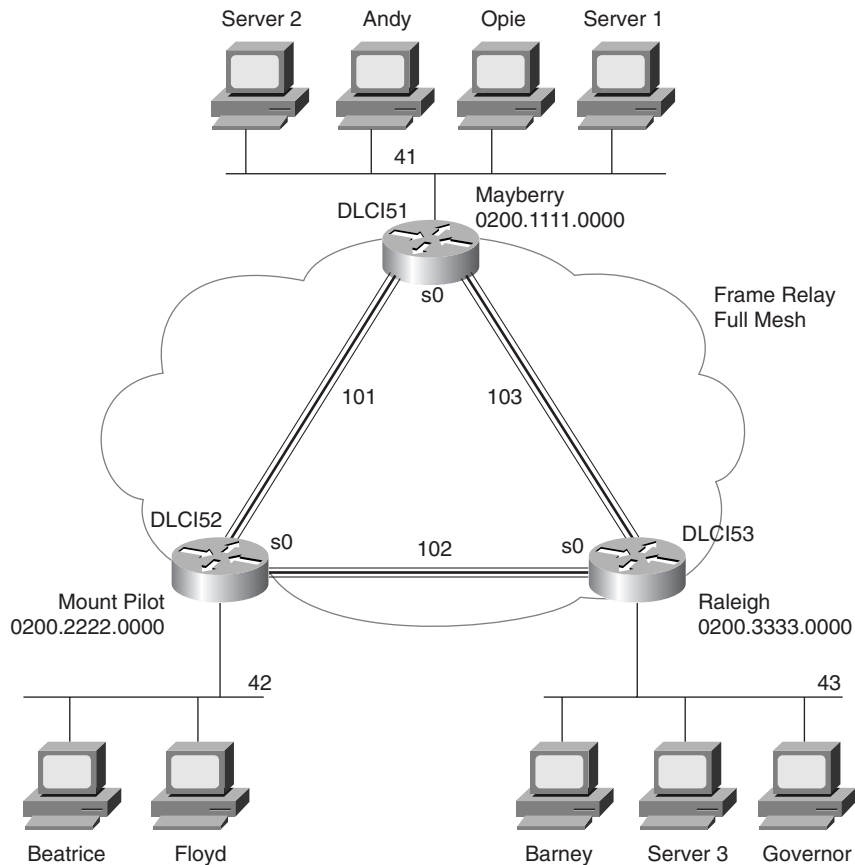 Server 2
Andy
Opie
Server 1
41
Mayberry
0200.1111.0000
DLCI51
s0
Frame Relay
Full Mesh
101
103
DLCI52
s0
102
s0
DLCI53
Mount Pilot
0200.2222.0000
Raleigh
0200.3333.0000
42
43
Beatrice
Floyd
Barney
Server 3
Governor